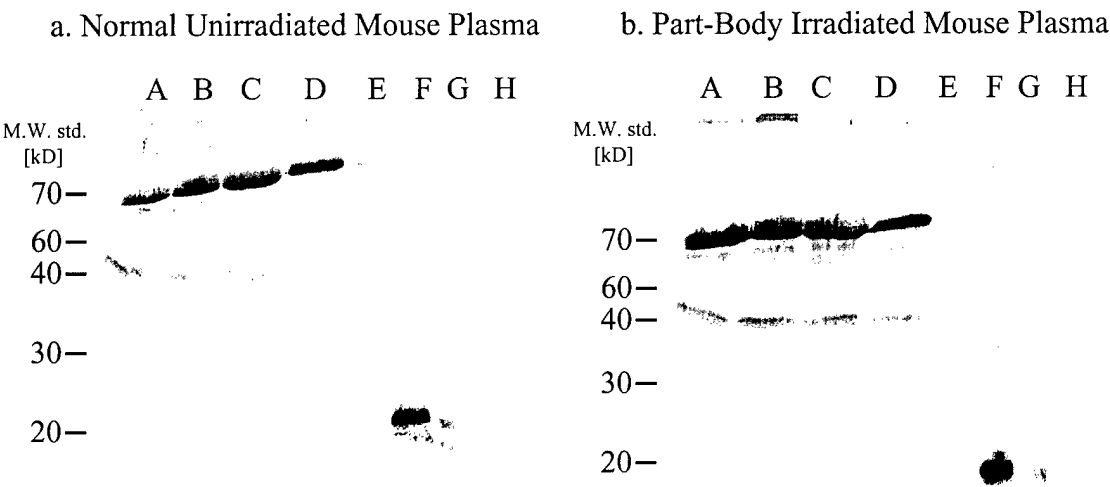 a. Normal Unirradiated Mouse Plasma
A B C D E F G H
M.W. std.
[kD]
70
60
40
30
20
b. Part-Body Irradiated Mouse Plasma
A B C D E F G H
M.W. std.
[kD]
70
60
40
30
20